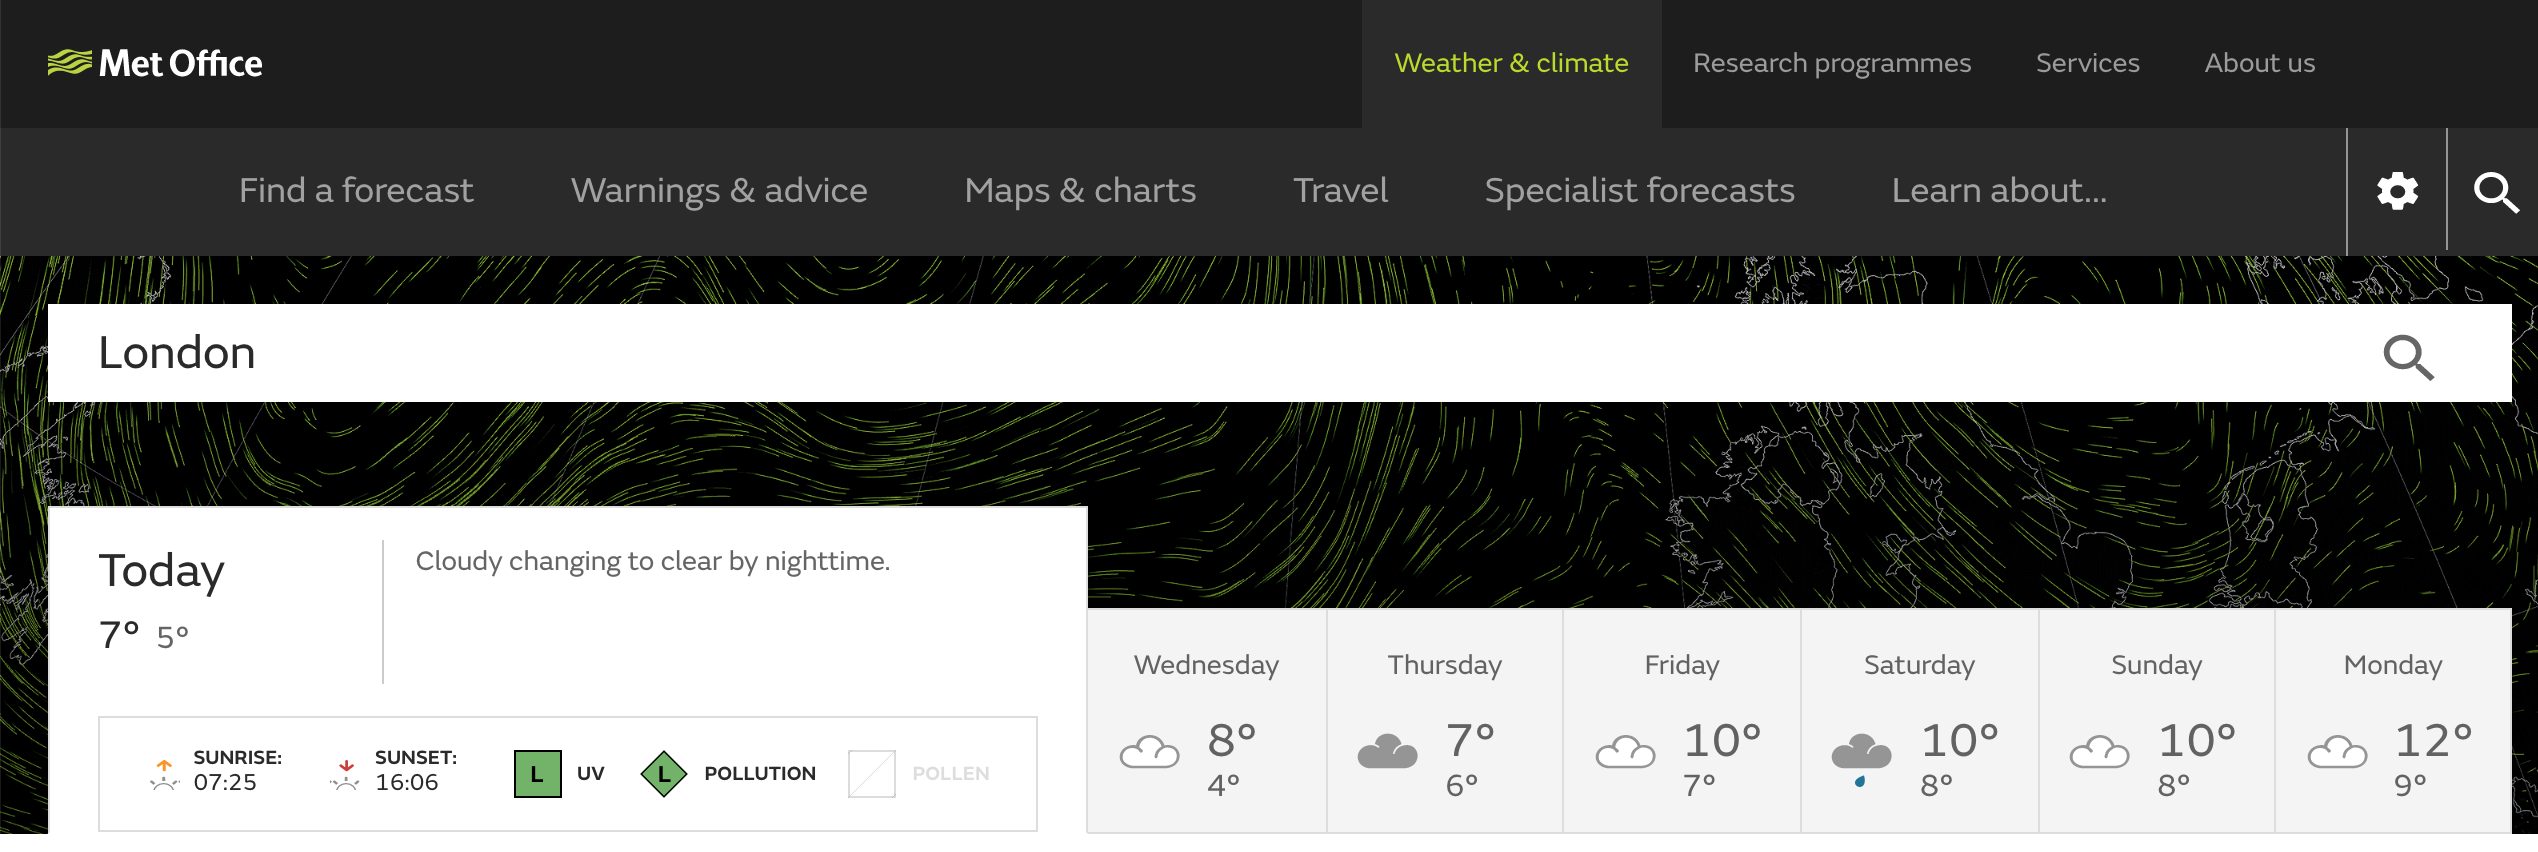 Met Office
Weather & climate
Research programmes
Services
About us
Find a forecast
Warnings & advice
Maps & charts
Travel
Specialist forecasts
Learn about...
London
Today
7° 5°
Cloudy changing to clear by nighttime.
SUNRISE:
07:25
SUNSET:
16:06
L UV
L POLLUTION
POLLEN
Wednesday
8°
4°
Thursday
7°
6°
Friday
10°
7°
Saturday
10°
8°
Sunday
10°
8°
Monday
12°
9°